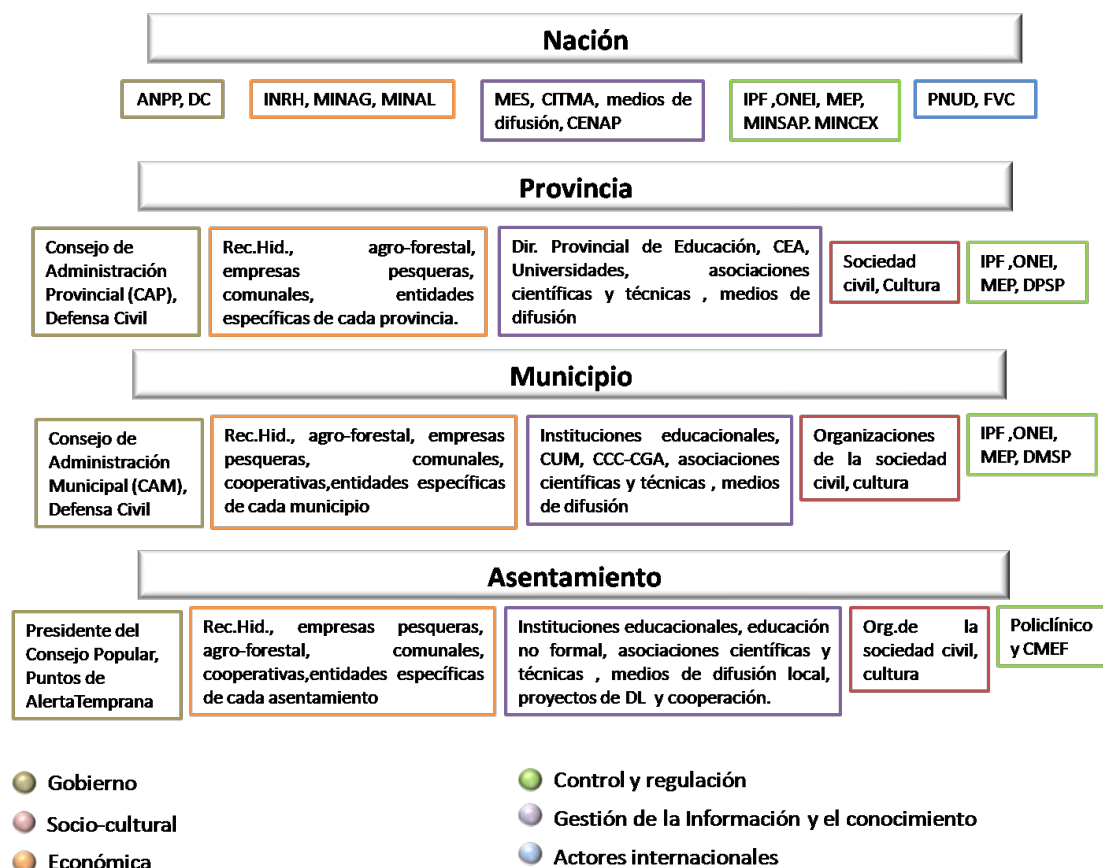 Nación
ANPP, DC
INRH, MINAG, MINAL
MES, CITMA, medios de
difusión, CENAP
IPF ,ONEI, MEP,
MINSAP. MINCEX
PNUD, FVC
Provincia
Consejo de
Administración
Provincial (CAP),
Defensa Civil
Rec.Hid., agro-forestal,
empresas pesqueras,
comunales, entidades
específicas de cada provincia.
Dir. Provincial de Educación, CEA,
Universidades, asociaciones
científicas y técnicas , medios de
difusión
Sociedad
civil, Cultura
IPF ,ONEI,
MEP, DPSP
Municipio
Consejo de
Administración
Municipal (CAM),
Defensa Civil
Rec.Hid., agro-forestal, empresas
pesqueras, comunales,
cooperativas,entidades específicas
de cada municipio
Instituciones educacionales,
CUM, CCC-CGA, asociaciones
científicas y técnicas , medios
de difusión
Organizaciones
de la sociedad
civil, cultura
IPF ,ONEI,
MEP, DMSP
Asentamiento
Presidente del
Consejo Popular,
Puntos de
AlertaTemprana
Rec.Hid., empresas pesqueras,
agro-forestal, comunales,
cooperativas,entidades específicas
de cada asentamiento
Instituciones educacionales, educación
no formal, asociaciones científicas y
técnicas , medios de difusión local,
proyectos de DL y cooperación.
Org.de la
sociedad civil,
cultura
Policlínico
y CMEF
Gobierno
Socio-cultural
Económica
Control y regulación
Gestión de la Información y el conocimiento
Actores internacionales